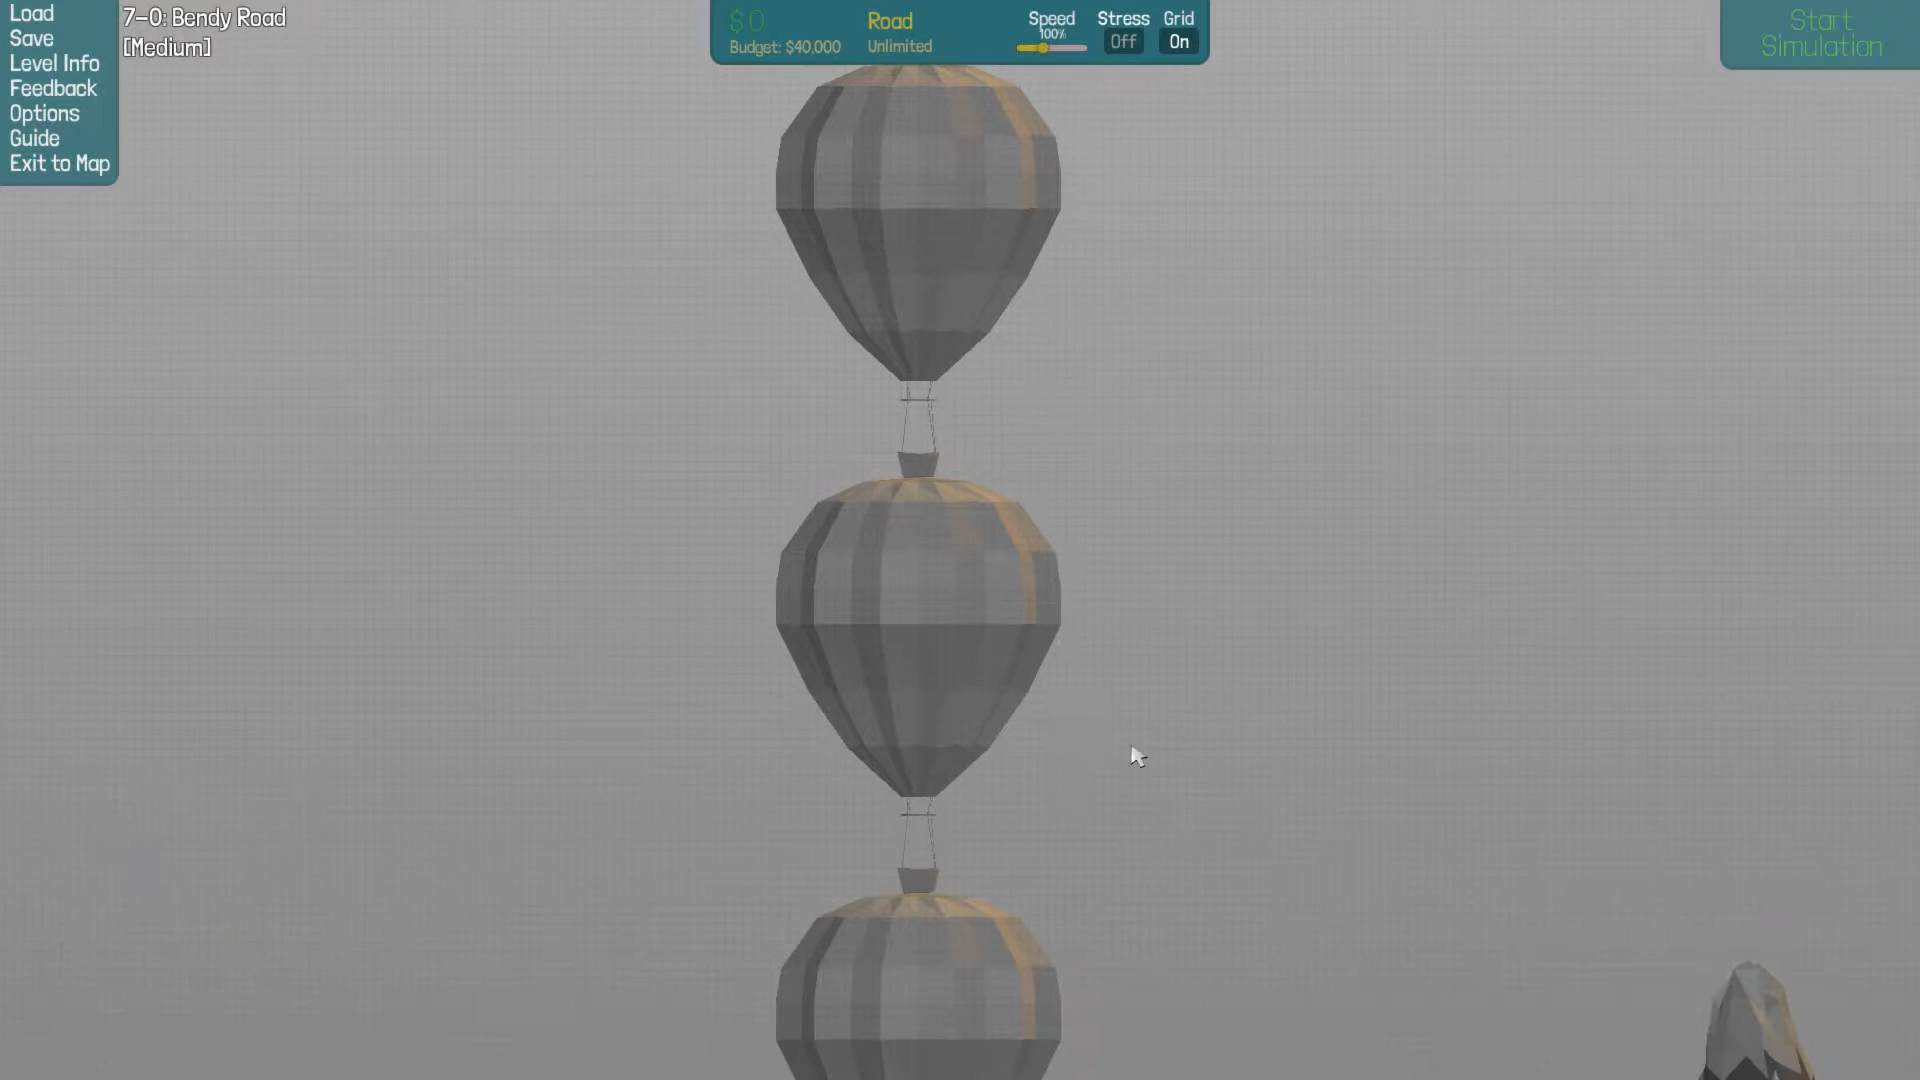 Load
Save
Level Info
Feedback
Options
Guide
Exit to Map
7-0: Bendy Road
[Medium]
$0
Budget: $40,000
Road
Unlimited
Speed
100%
Stress
Off
Grid
On
Start
Simulation